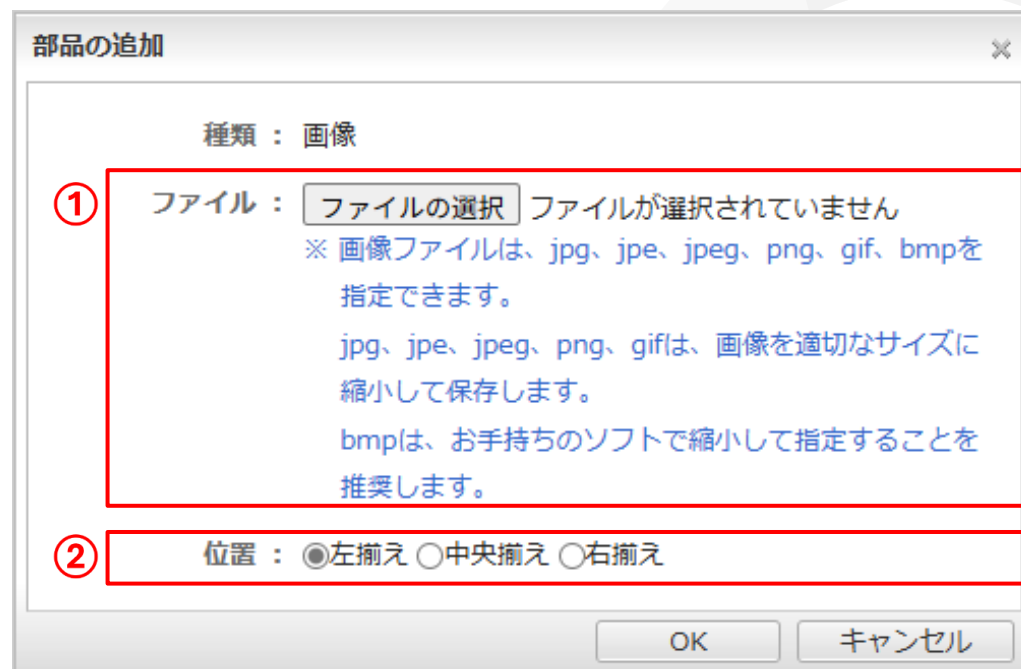 部品の追加
種類 : 画像
① ファイル : ファイルの選択 ファイルが選択されていません
※ 画像ファイルは、jpg、jpe、jpeg、png、gif、bmpを
指定できます。
jpg、jpe、jpeg、png、gifは、画像を適切なサイズに
縮小して保存します。
bmpは、お手持ちのソフトで縮小して指定することを
推奨します。
② 位置 : 左揃え 中央揃え 右揃え
OK キャンセル